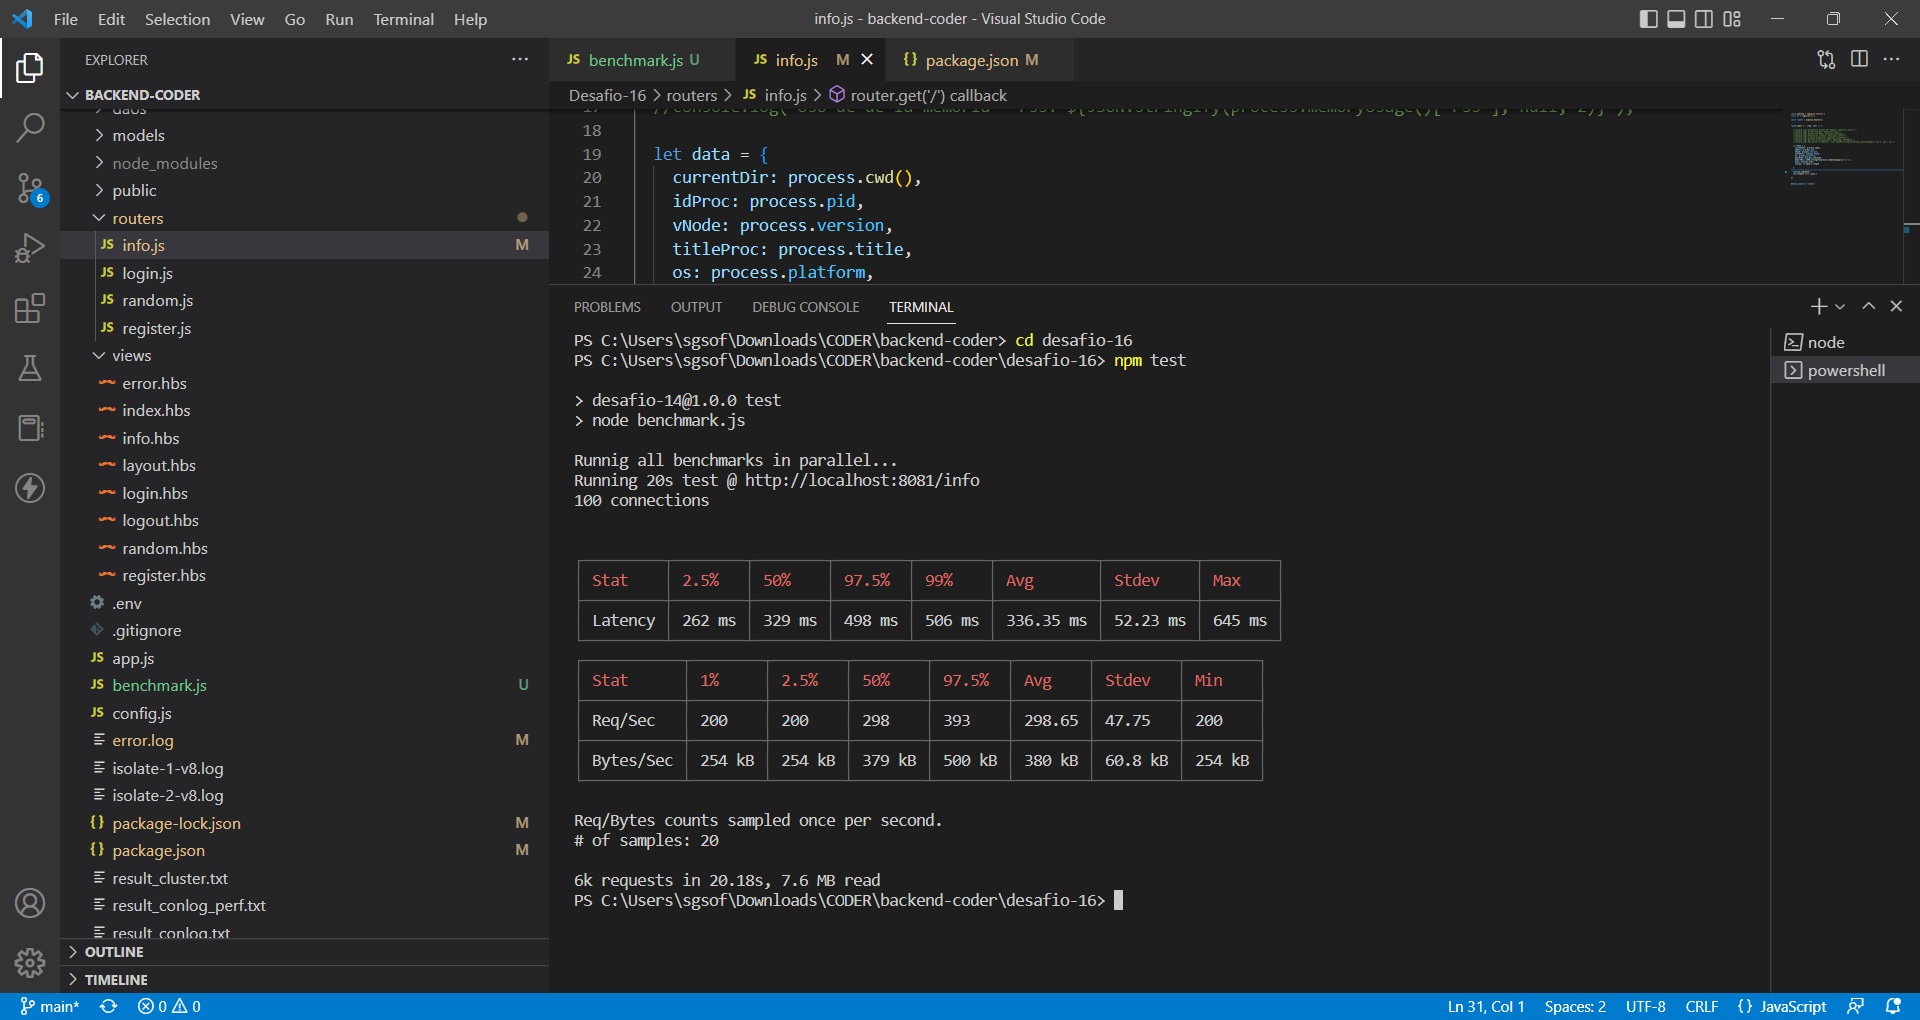 File Edit Selection View Go Run Terminal Help
info.js - backend-coder - Visual Studio Code
EXPLORER
BACKEND-CODER
models
node_modules
public
routers
JS info.js M
JS login.js
JS random.js
JS register.js
views
error.hbs
index.hbs
info.hbs
layout.hbs
login.hbs
logout.hbs
random.hbs
register.hbs
.env
.gitignore
JS app.js
JS benchmark.js U
JS config.js
error.log M
isolate-1-v8.log
isolate-2-v8.log
{} package-lock.json M
{} package.json M
result_cluster.txt
result_conlog_perf.txt
result_conlog.txt
OUTLINE
TIMELINE
6
JS benchmark.js U
JS info.js M
{} package.json M
Desafio-16 > routers > JS info.js > router.get('/') callback
18
19 let data = {
20 currentDir: process.cwd(),
21 idProc: process.pid,
22 vNode: process.version,
23 titleProc: process.title,
24 os: process.platform,
PROBLEMS OUTPUT DEBUG CONSOLE TERMINAL
PS C:\Users\sgsof\Downloads\CODER\backend-coder> cd desafio-16
PS C:\Users\sgsof\Downloads\CODER\backend-coder\desafio-16> npm test
> desafio-14@1.0.0 test
> node benchmark.js
Runnig all benchmarks in parallel...
Running 20s test @ http://localhost:8081/info
100 connections
Stat 2.5% 50% 97.5% 99% Avg Stdev Max
Latency 262 ms 329 ms 498 ms 506 ms 336.35 ms 52.23 ms 645 ms
Stat 1% 2.5% 50% 97.5% Avg Stdev Min
Req/Sec 200 200 298 393 298.65 47.75 200
Bytes/Sec 254 kB 254 kB 379 kB 500 kB 380 kB 60.8 kB 254 kB
Req/Bytes counts sampled once per second.
# of samples: 20
6k requests in 20.18s, 7.6 MB read
PS C:\Users\sgsof\Downloads\CODER\backend-coder\desafio-16>
node
powershell
main* 0 0
Ln 31, Col 1 Spaces: 2 UTF-8 CRLF {} JavaScript